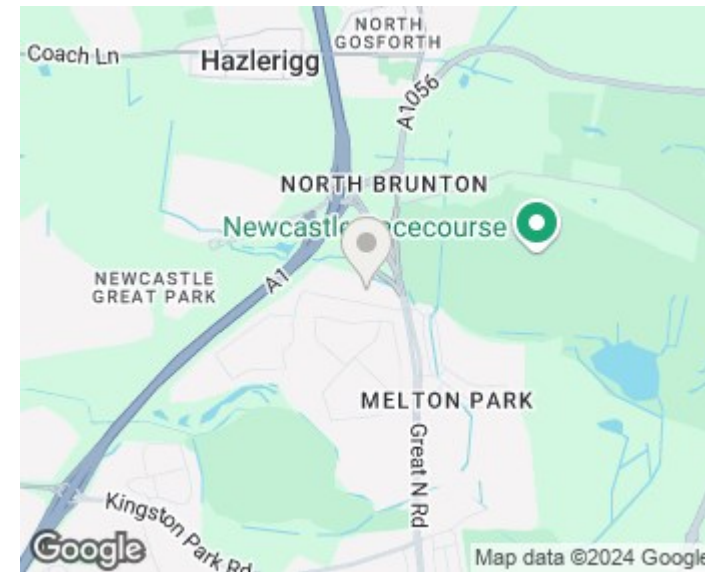 NORTH
GOSFORTH
Coach Ln
Hazlerigg
A1056
NORTH BRUNTON
Newcastle
A1
NEWCASTLE
GREAT PARK
MELTON PARK
Great N Rd
Kingston Park Rd
Google
Map data ©2024 Google